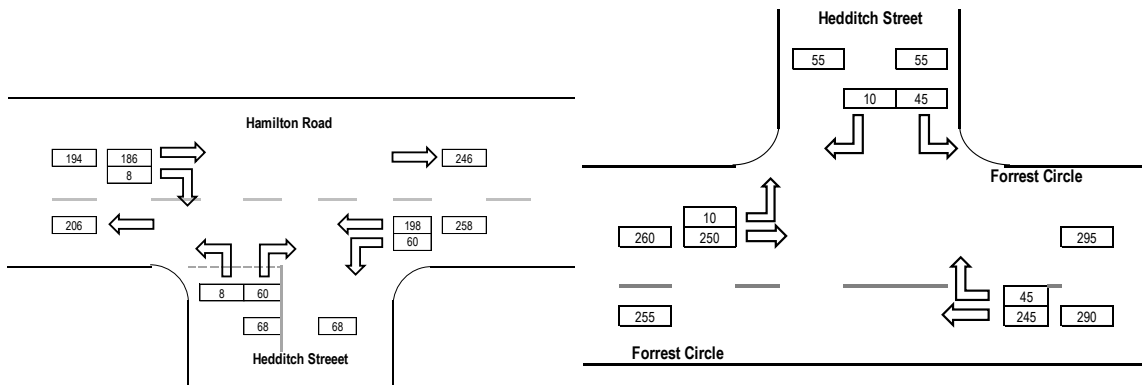 Hamilton Road
194 186 246
8
206 198 258
60
8 60
68 68
Hedditch Streeet
Hedditch Street
55 55
10 45
Forrest Circle
10
260 250 295
45
255 245 290
Forrest Circle